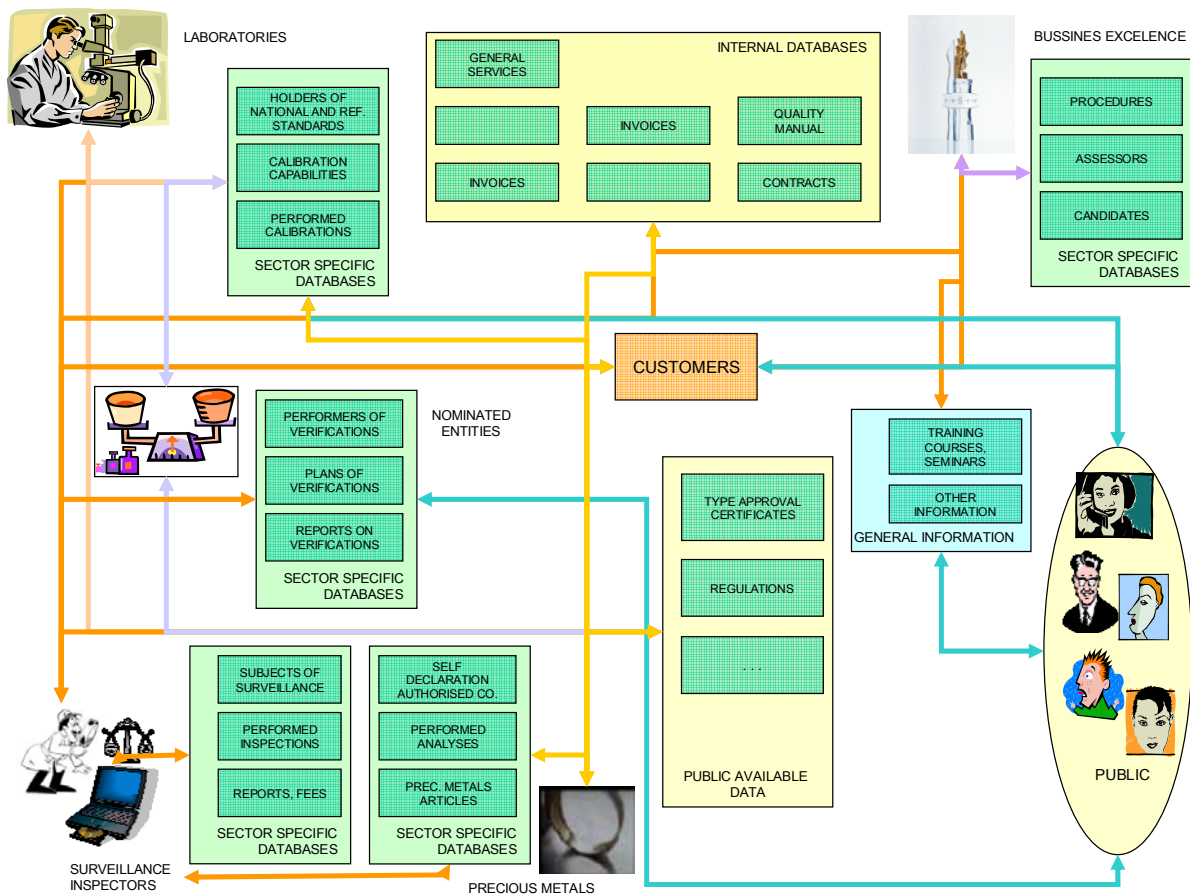 LABORATORIES
HOLDERS OF
NATIONAL AND REF.
STANDARDS
CALIBRATION
CAPABILITIES
PERFORMED
CALIBRATIONS
SECTOR SPECIFIC
DATABASES
INTERNAL DATABASES
GENERAL
SERVICES
INVOICES
QUALITY
MANUAL
INVOICES
CONTRACTS
BUSSINES EXCELENCE
PROCEDURES
ASSESSORS
CANDIDATES
SECTOR SPECIFIC
DATABASES
CUSTOMERS
NOMINATED
ENTITIES
PERFORMERS OF
VERIFICATIONS
PLANS OF
VERIFICATIONS
REPORTS ON
VERIFICATIONS
SECTOR SPECIFIC
DATABASES
TYPE APPROVAL
CERTIFICATES
REGULATIONS
. . .
PUBLIC AVAILABLE
DATA
TRAINING
COURSES,
SEMINARS
OTHER
INFORMATION
GENERAL INFORMATION
PUBLIC
SUBJECTS OF
SURVEILLANCE
PERFORMED
INSPECTIONS
REPORTS, FEES
SECTOR SPECIFIC
DATABASES
SELF
DECLARATION
AUTHORISED CO.
PERFORMED
ANALYSES
PREC. METALS
ARTICLES
SECTOR SPECIFIC
DATABASES
SURVEILLANCE
INSPECTORS
PRECIOUS METALS